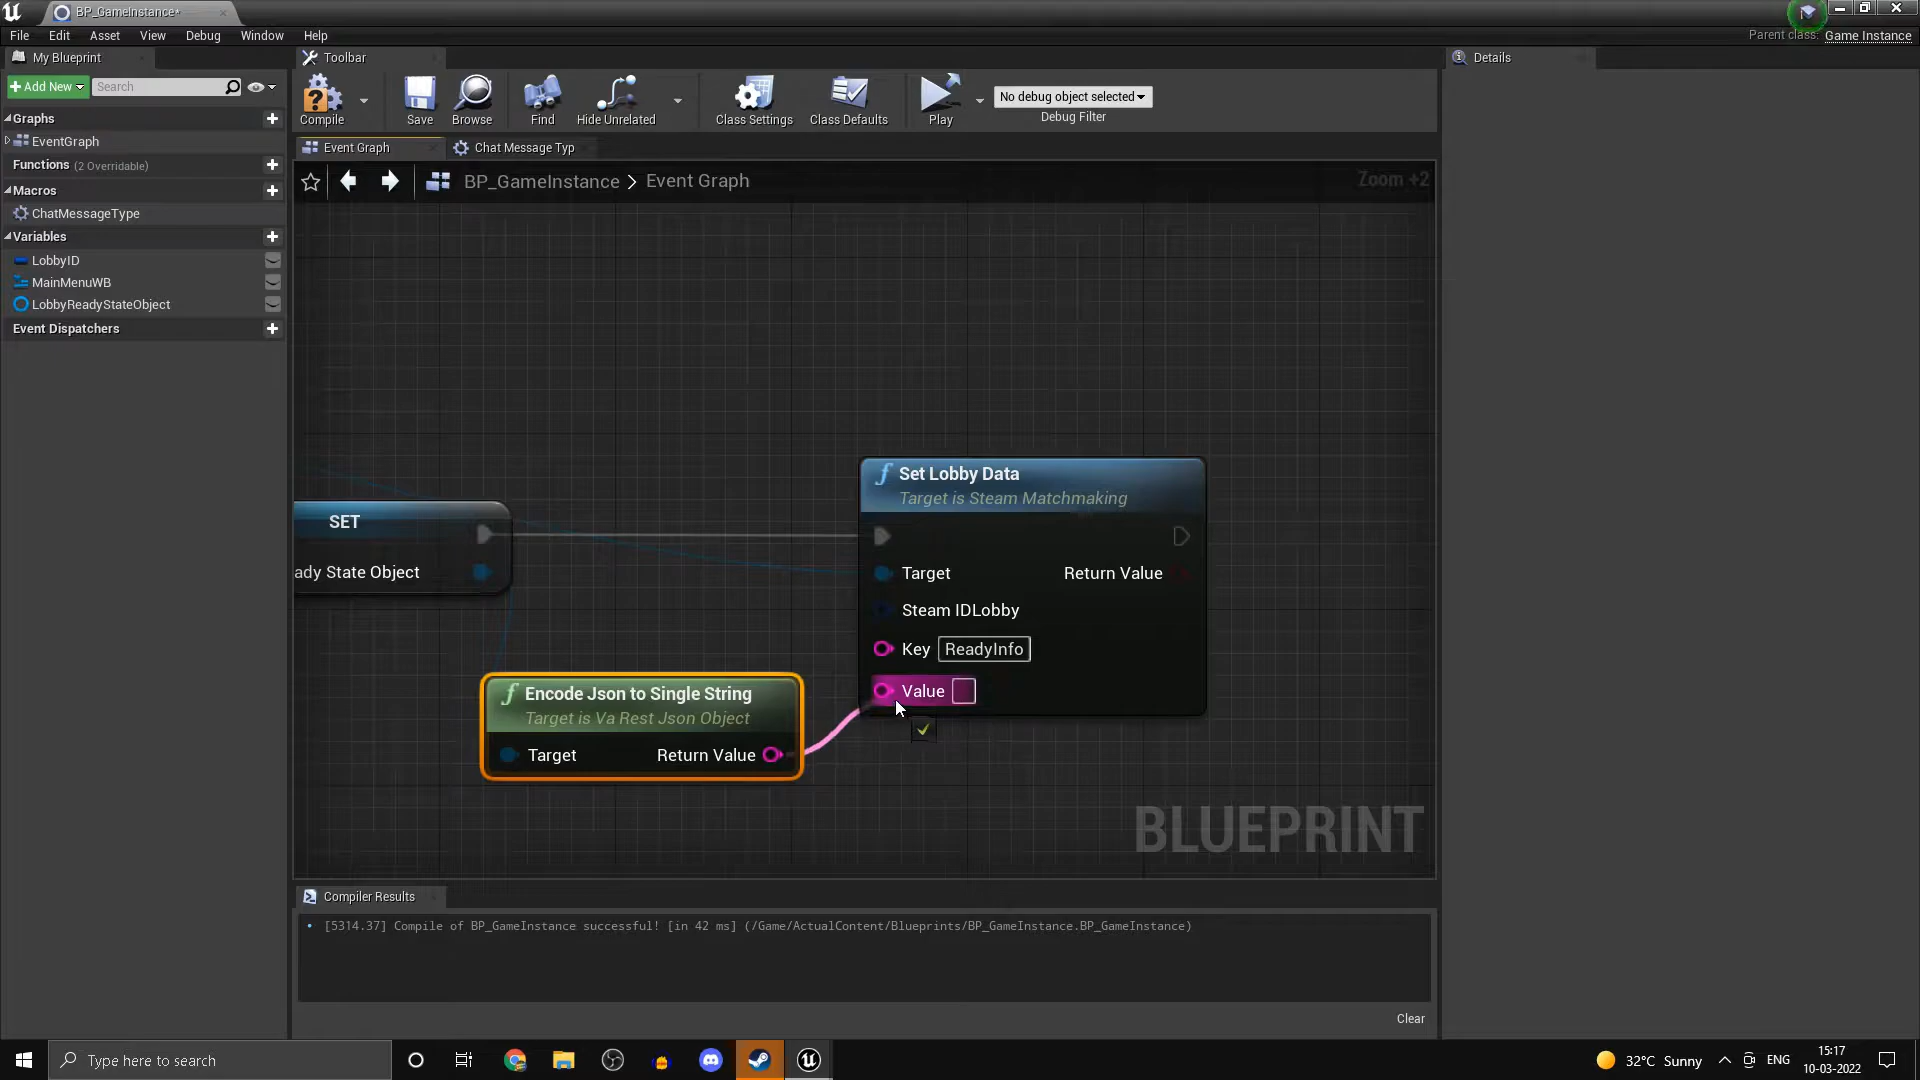 BP_GameInstance*
File Edit Asset View Debug Window Help
Parent class: Game Instance
My Blueprint
Toolbar
Details
Add New
Search
Compile
Save
Browse
Find
Hide Unrelated
Class Settings
Class Defaults
Play
No debug object selected
Debug Filter
Graphs
EventGraph
Functions (2 Overridable)
Macros
ChatMessageType
Variables
LobbyID
MainMenuWB
LobbyReadyStateObject
Event Dispatchers
Event Graph
Chat Message Typ
BP_GameInstance > Event Graph
Zoom +2
SET
ady State Object
Set Lobby Data
Target is Steam Matchmaking
Target
Return Value
Steam IDLobby
Key ReadyInfo
Value
Encode Json to Single String
Target is Va Rest Json Object
Target
Return Value
BLUEPRINT
Compiler Results
[5314.37] Compile of BP_GameInstance successful! [in 42 ms] (/Game/ActualContent/Blueprints/BP_GameInstance.BP_GameInstance)
Clear
Type here to search
32°C Sunny
ENG
15:17
10-03-2022